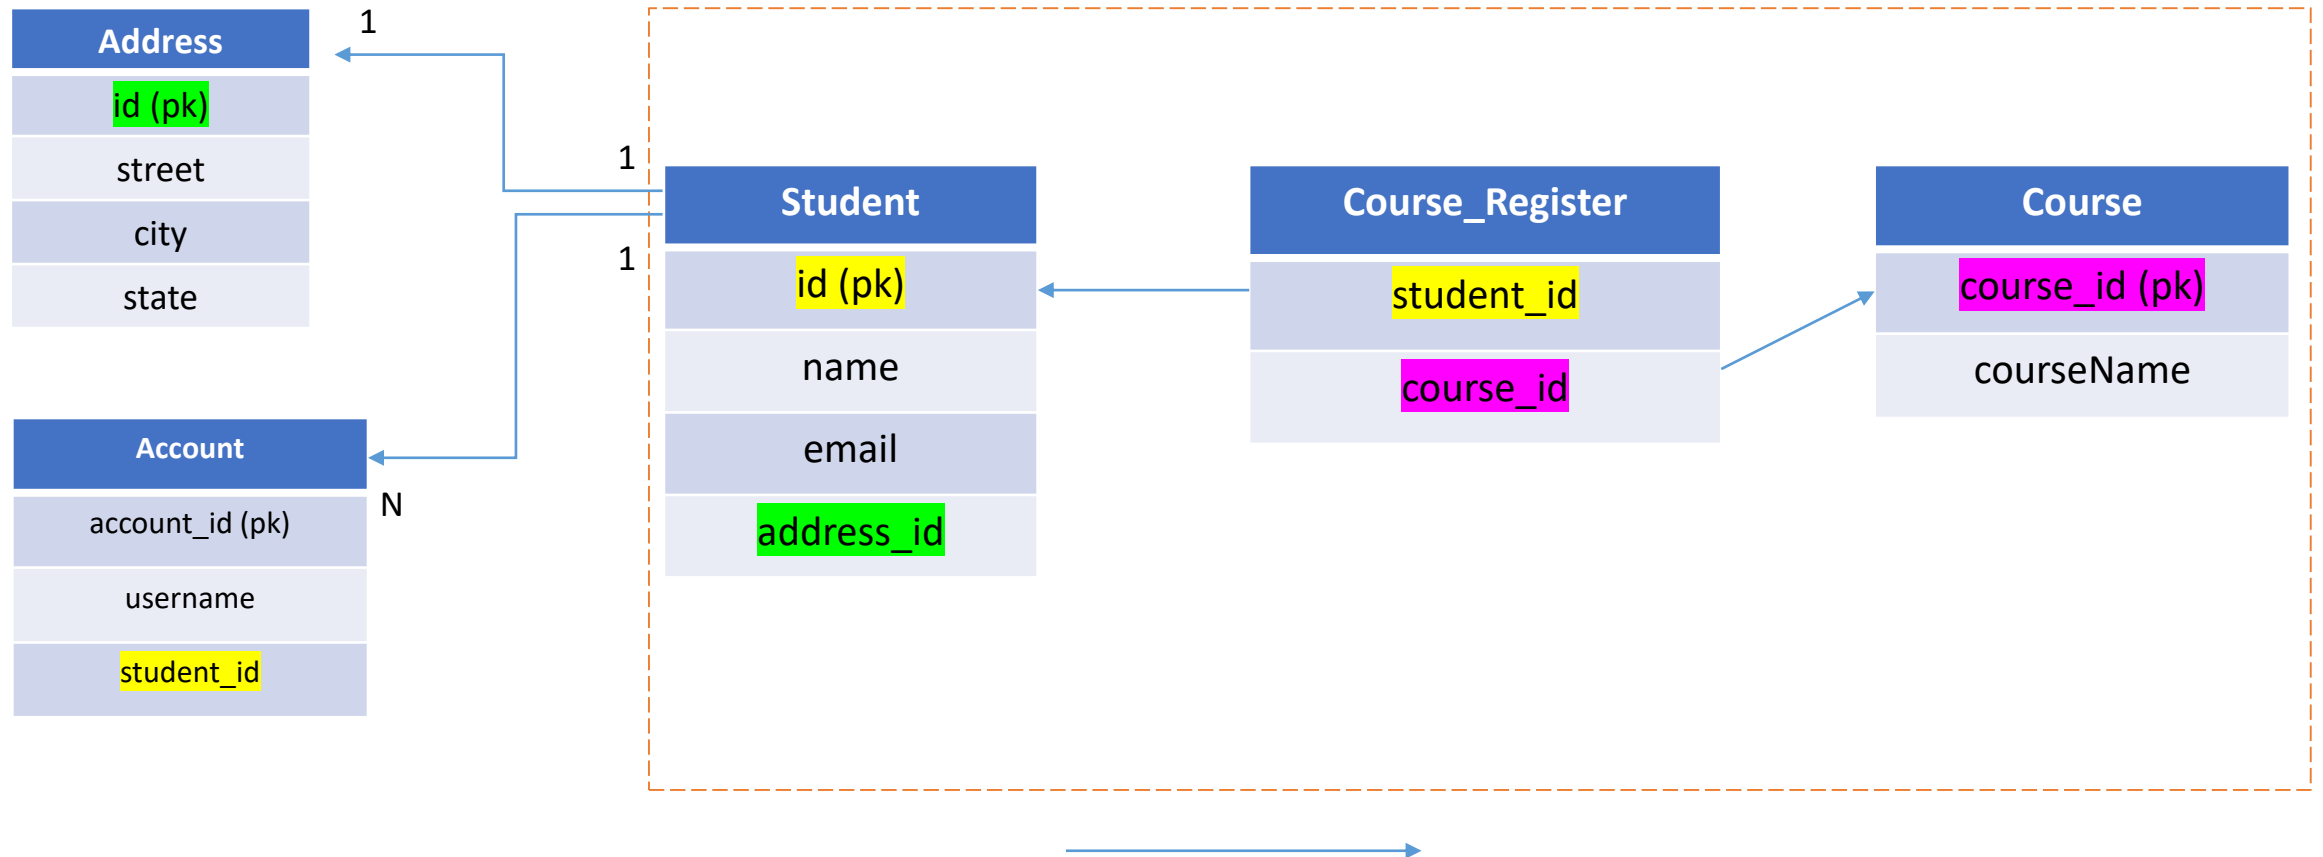 Address
id (pk)
street
city
state
1
1
1
Account
account_id (pk)
username
student_id
N
Student
id (pk)
name
email
address_id
Course_Register
student_id
course_id
Course
course_id (pk)
courseName